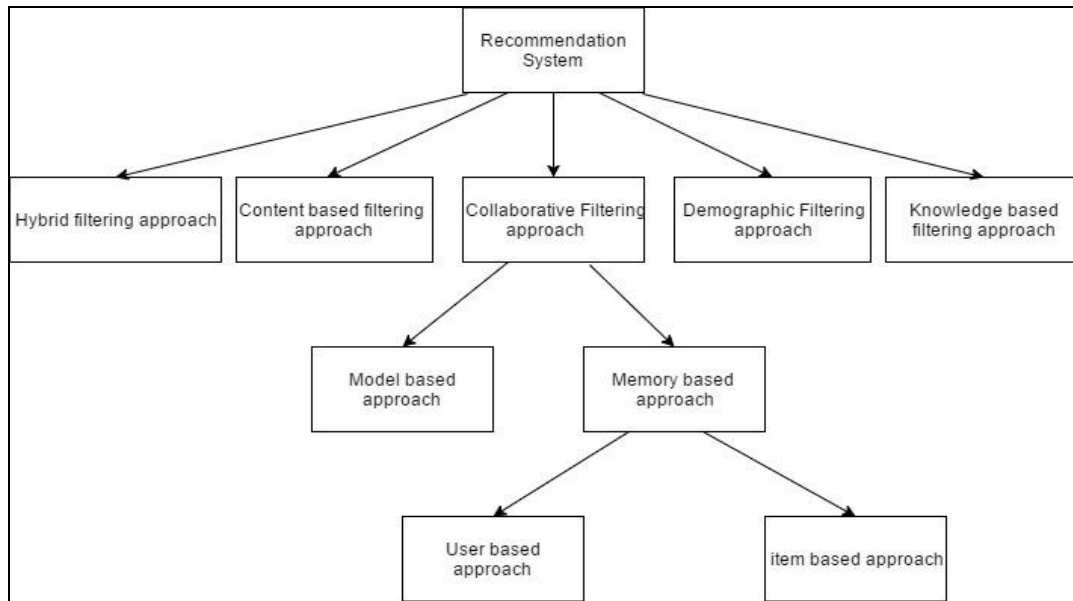 Recommendation
System
Hybrid filtering approach
Content based filtering
approach
Collaborative Filtering
approach
Demographic Filtering
approach
Knowledge based
filtering approach
Model based
approach
Memory based
approach
User based
approach
item based approach